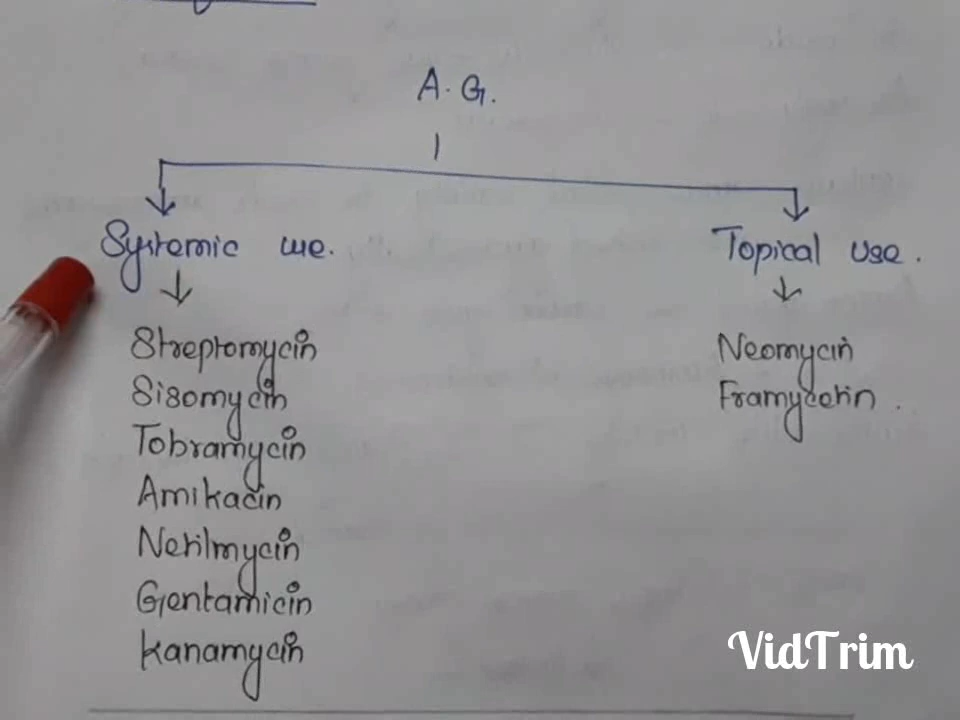 A. G.
Systemic use.
Topical use.
Streptomycin
Sisomycin
Tobramycin
Amikacin
Netilmycin
Gentamicin
Kanamycin
Neomycin
Framycetin.
VidTrim